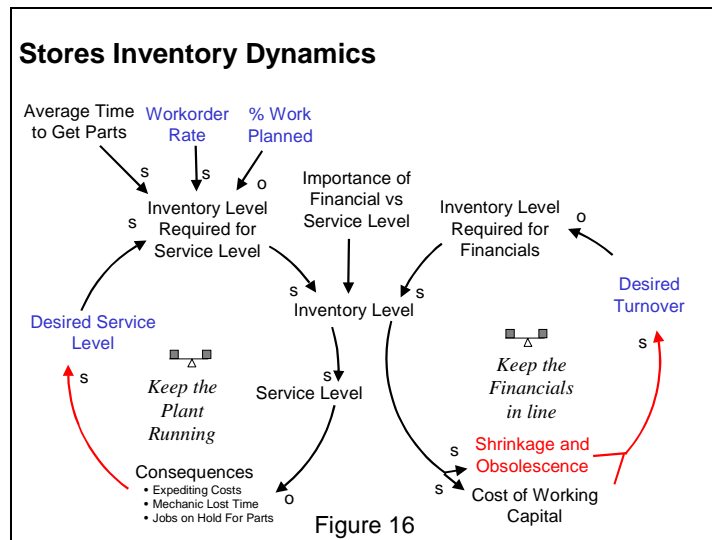 Stores Inventory Dynamics
Average Time
to Get Parts
Workorder
Rate
% Work
Planned
s
s
o
Importance of
Financial vs
Service Level
s
Inventory Level
Required for
Service Level
Inventory Level
Required for
Financials
o
s
s
Inventory Level
Desired
Turnover
Desired Service
Level
s
s
Keep the
Plant
Running
s
Service Level
Keep the
Financials
in line
Consequences
• Expediting Costs
• Mechanic Lost Time
• Jobs on Hold For Parts
o
s
Shrinkage and
Obsolescence
s
Cost of Working
Capital
Figure 16